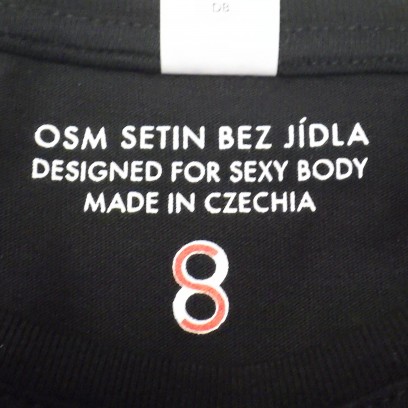 OSM SETIN BEZ JÍDLA
DESIGNED FOR SEXY BODY
MADE IN CZECHIA
8